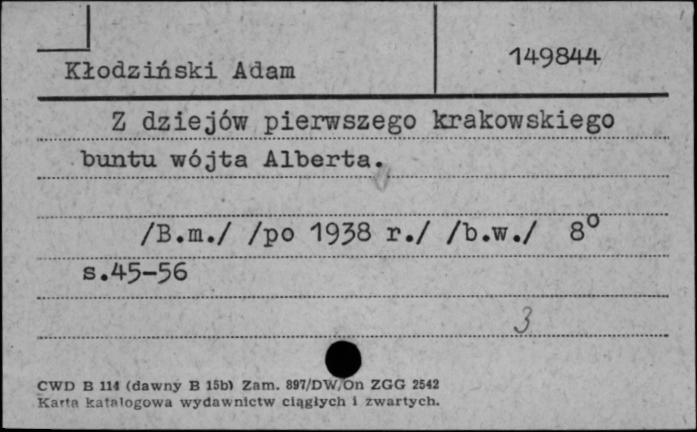 149844
Kłodziński Adam
Z dziejów pierwszego krakowskiego
buntu wójta Alberta.
/B.m./ /po 1938 r./ /b.w./ 8°
s.45-56
3
CWD B 114 (dawny B 15b) Zam. 897/DW/On ZGG 2542
Karta katalogowa wydawnictw ciągłych i zwartych.